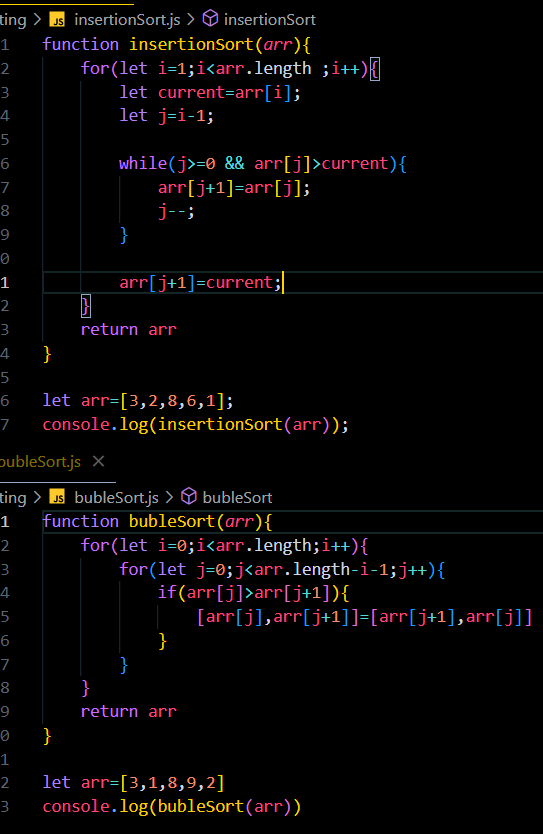 ting > JS insertionSort.js > insertionSort
1 function insertionSort(arr){
2     for(let i=1;i<arr.length ;i++){
3         let current=arr[i];
4         let j=i-1;
5
6         while(j>=0 && arr[j]>current){
7             arr[j+1]=arr[j];
8             j--;
9         }
0
1         arr[j+1]=current;
2     }
3     return arr
4 }
5
6 let arr=[3,2,8,6,1];
7 console.log(insertionSort(arr));
bubleSort.js ×
ting > JS bubleSort.js > bubleSort
1 function bubleSort(arr){
2     for(let i=0;i<arr.length;i++){
3         for(let j=0;j<arr.length-i-1;j++){
4             if(arr[j]>arr[j+1]){
5                 [arr[j],arr[j+1]]=[arr[j+1],arr[j]]
6             }
7         }
8     }
9     return arr
0 }
1
2 let arr=[3,1,8,9,2]
3 console.log(bubleSort(arr))